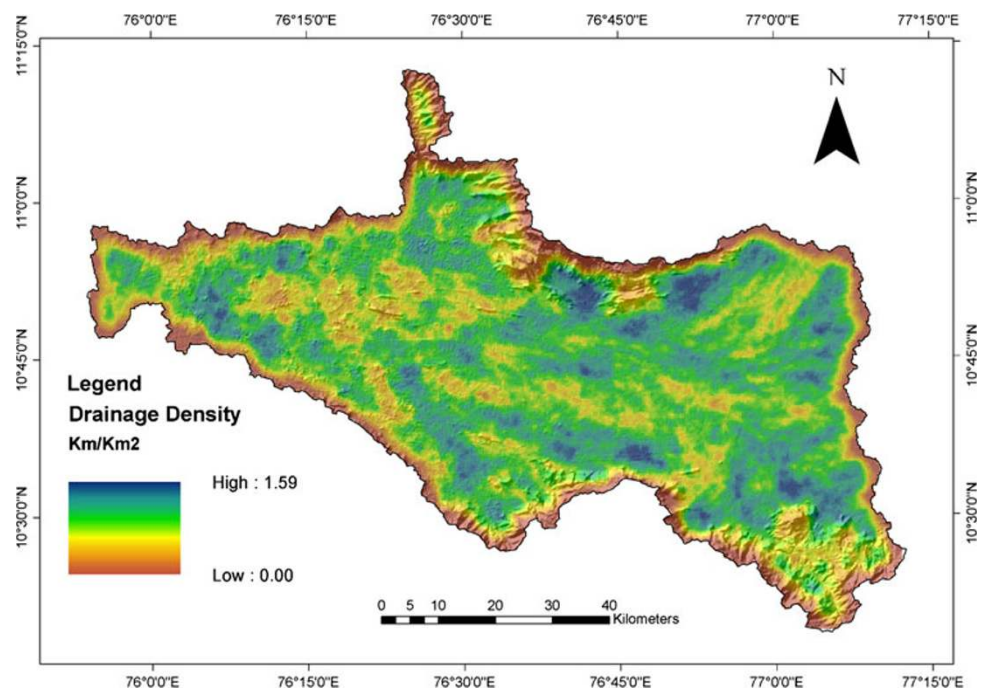 76°0'0"E 76°15'0"E 76°30'0"E 76°45'0"E 77°0'0"E 77°15'0"E
11°15'0"N
N
11°0'0"N 11°0'0"N
10°45'0"N 10°45'0"N
Legend
Drainage Density
Km/Km2
High : 1.59
10°30'0"N 10°30'0"N
Low : 0.00
0 5 10 20 30 40
Kilometers
76°0'0"E 76°15'0"E 76°30'0"E 76°45'0"E 77°0'0"E 77°15'0"E